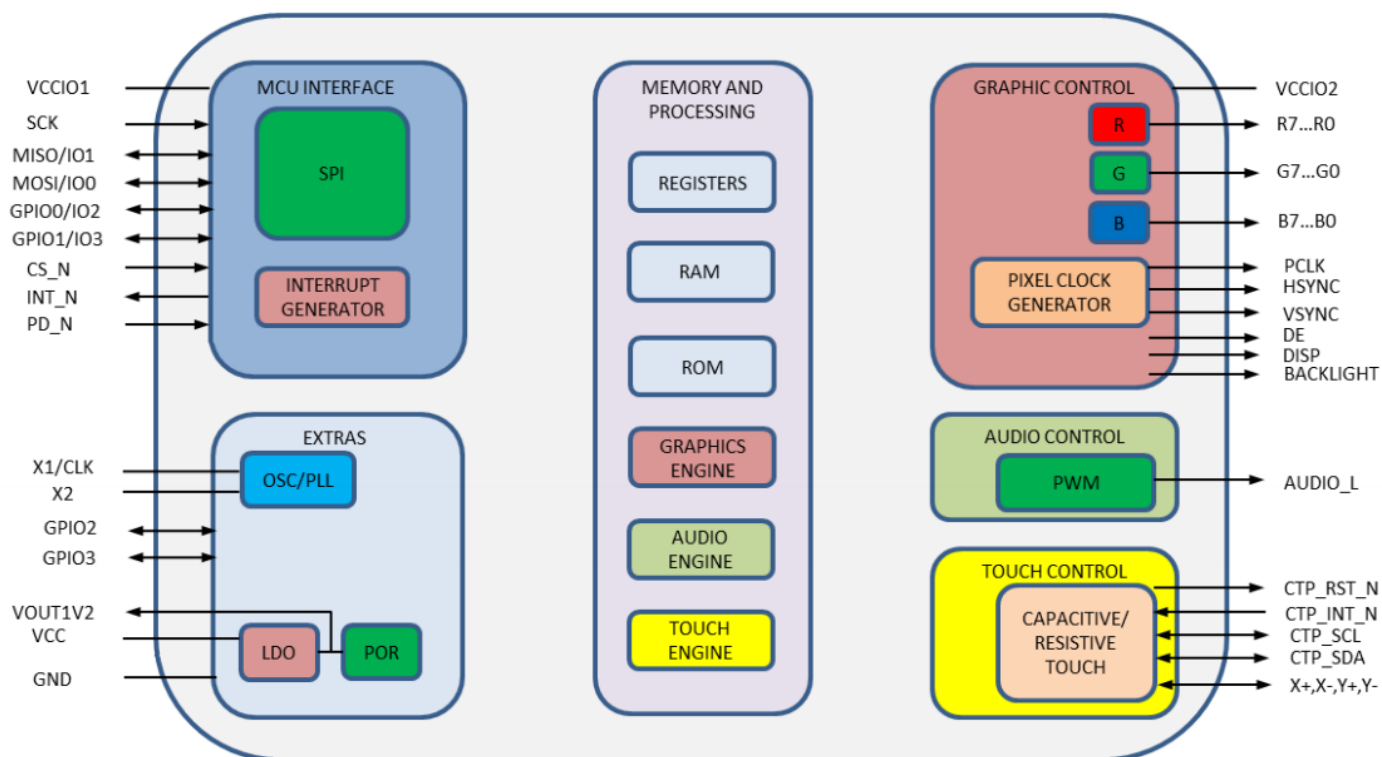 VCCIO1
SCK
MISO/IO1
MOSI/IO0
GPIO0/IO2
GPIO1/IO3
CS_N
INT_N
PD_N
MCU INTERFACE
SPI
INTERRUPT
GENERATOR
X1/CLK
X2
GPIO2
GPIO3
VOUT1V2
VCC
GND
EXTRAS
OSC/PLL
LDO
POR
MEMORY AND
PROCESSING
REGISTERS
RAM
ROM
GRAPHICS
ENGINE
AUDIO
ENGINE
TOUCH
ENGINE
GRAPHIC CONTROL
R
G
B
PIXEL CLOCK
GENERATOR
VCCIO2
R7...R0
G7...G0
B7...B0
PCLK
HSYNC
VSYNC
DE
DISP
BACKLIGHT
AUDIO CONTROL
PWM
AUDIO_L
TOUCH CONTROL
CAPACITIVE/
RESISTIVE
TOUCH
CTP_RST_N
CTP_INT_N
CTP_SCL
CTP_SDA
X+,X-,Y+,Y-